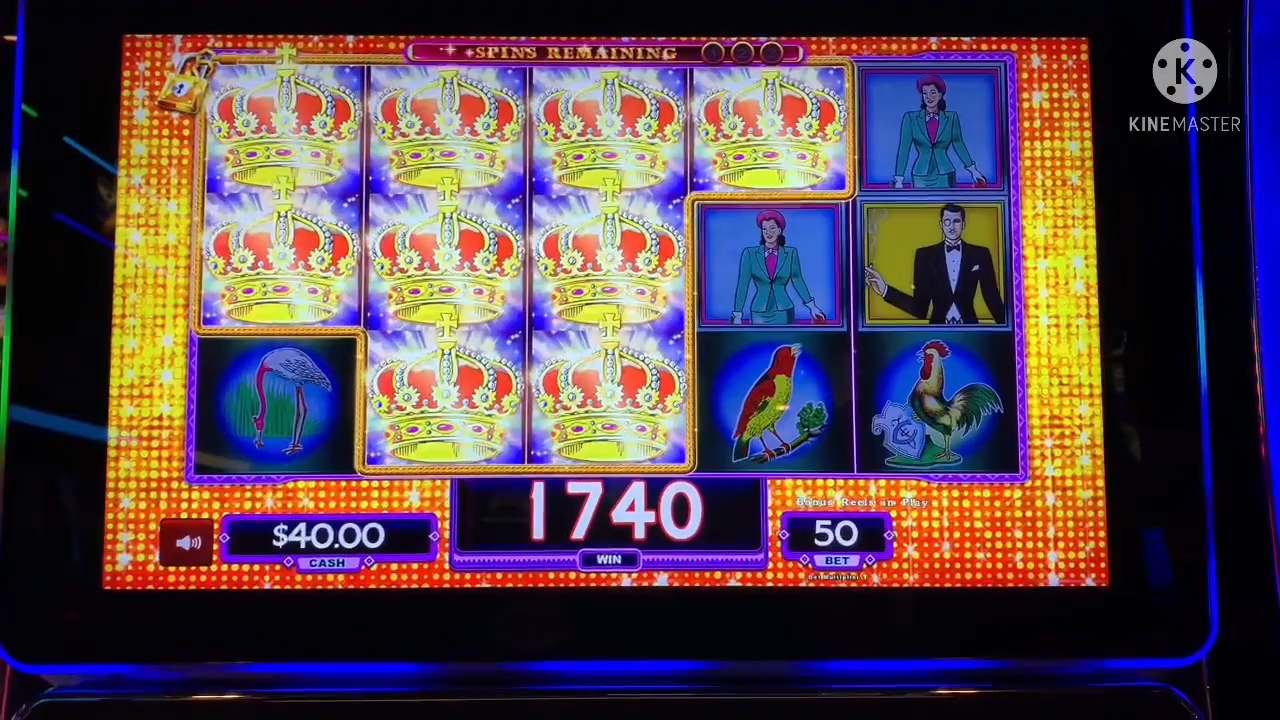 SPINS REMAINING
K
KINEMASTER
1740
Bonus Reels in Play
$40.00
50
WIN
CASH
BET